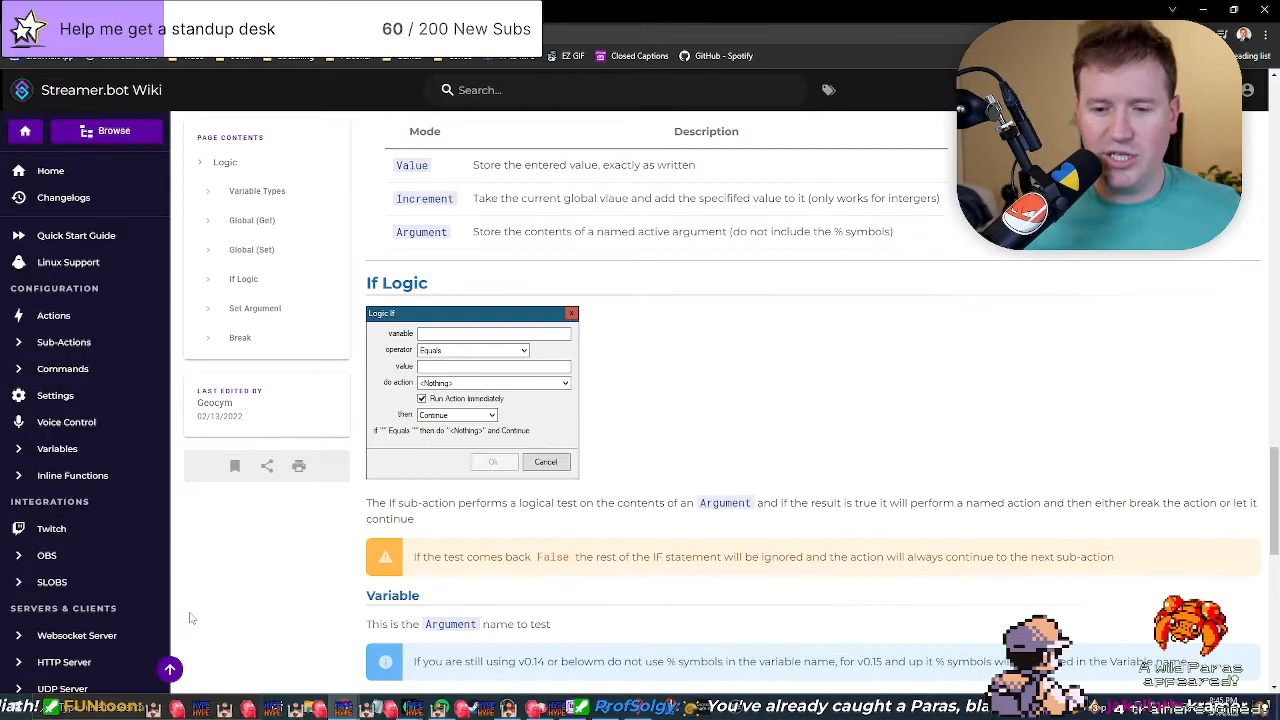 Help me get a standup desk 60 / 200 New Subs
EZ GIF Closed Captions GitHub - Spotify Reading list
Streamer.bot Wiki Search...
Browse
Home
Changelogs
Quick Start Guide
Linux Support
CONFIGURATION
Actions
Sub-Actions
Commands
Settings
Voice Control
Variables
Inline Functions
INTEGRATIONS
Twitch
OBS
SLOBS
SERVERS & CLIENTS
Websocket Server
HTTP Server
UDP Server
PAGE CONTENTS
Logic
Variable Types
Global (Get)
Global (Set)
If Logic
Set Argument
Break
LAST EDITED BY
Geocym
02/13/2022
Mode Description
Value Store the entered value, exactly as written
Increment Take the current global vlaue and add the specififed value to it (only works for intergers)
Argument Store the contents of a named active argument (do not include the % symbols)
If Logic
Logic If x
variable
operator Equals
value
do action <Nothing>
Run Action Immediately
then Continue
if "" Equals "" then do "<Nothing>" and Continue
Ok Cancel
The If sub-action performs a logical test on the contents of an Argument and if the result is true it will perform a named action and then either break the action or let it
continue
If the test comes back False the rest of the IF statement will be ignored and the action will always continue to the next sub-action
Variable
This is the Argument name to test
If you are still using v0.14 or belowm do not use % symbols in the variable name, for v0.15 and up it % symbols
A wild Paras
appeared!
HYPE HYPE HYPE HYPE HYPE
ProfSolgy: You've already caught a Paras,